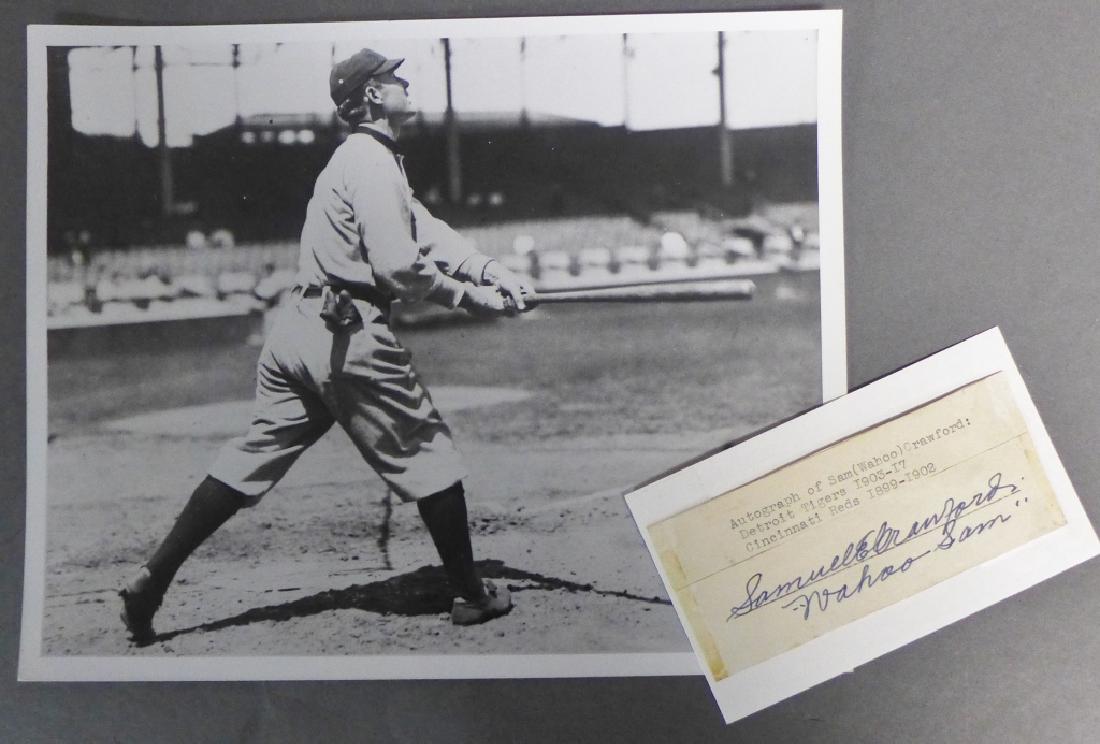 Autograph of Sam(Wahoo)Crawford:
Detroit Tigers 1903-17
Cincinnati Reds 1899-1902
Samuel E Crawford.
"Wahoo Sam"